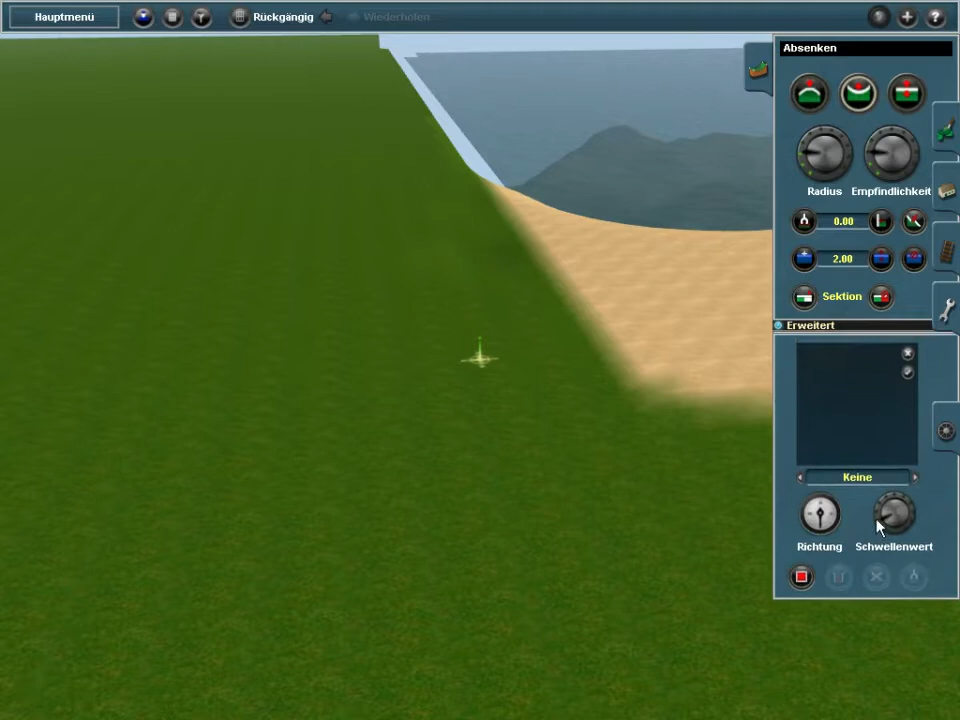 Hauptmenü
Rückgängig
Wiederholen
Absenken
Radius Empfindlichkeit
0.00
2.00
Sektion
Erweitert
Keine
Richtung Schwellenwert